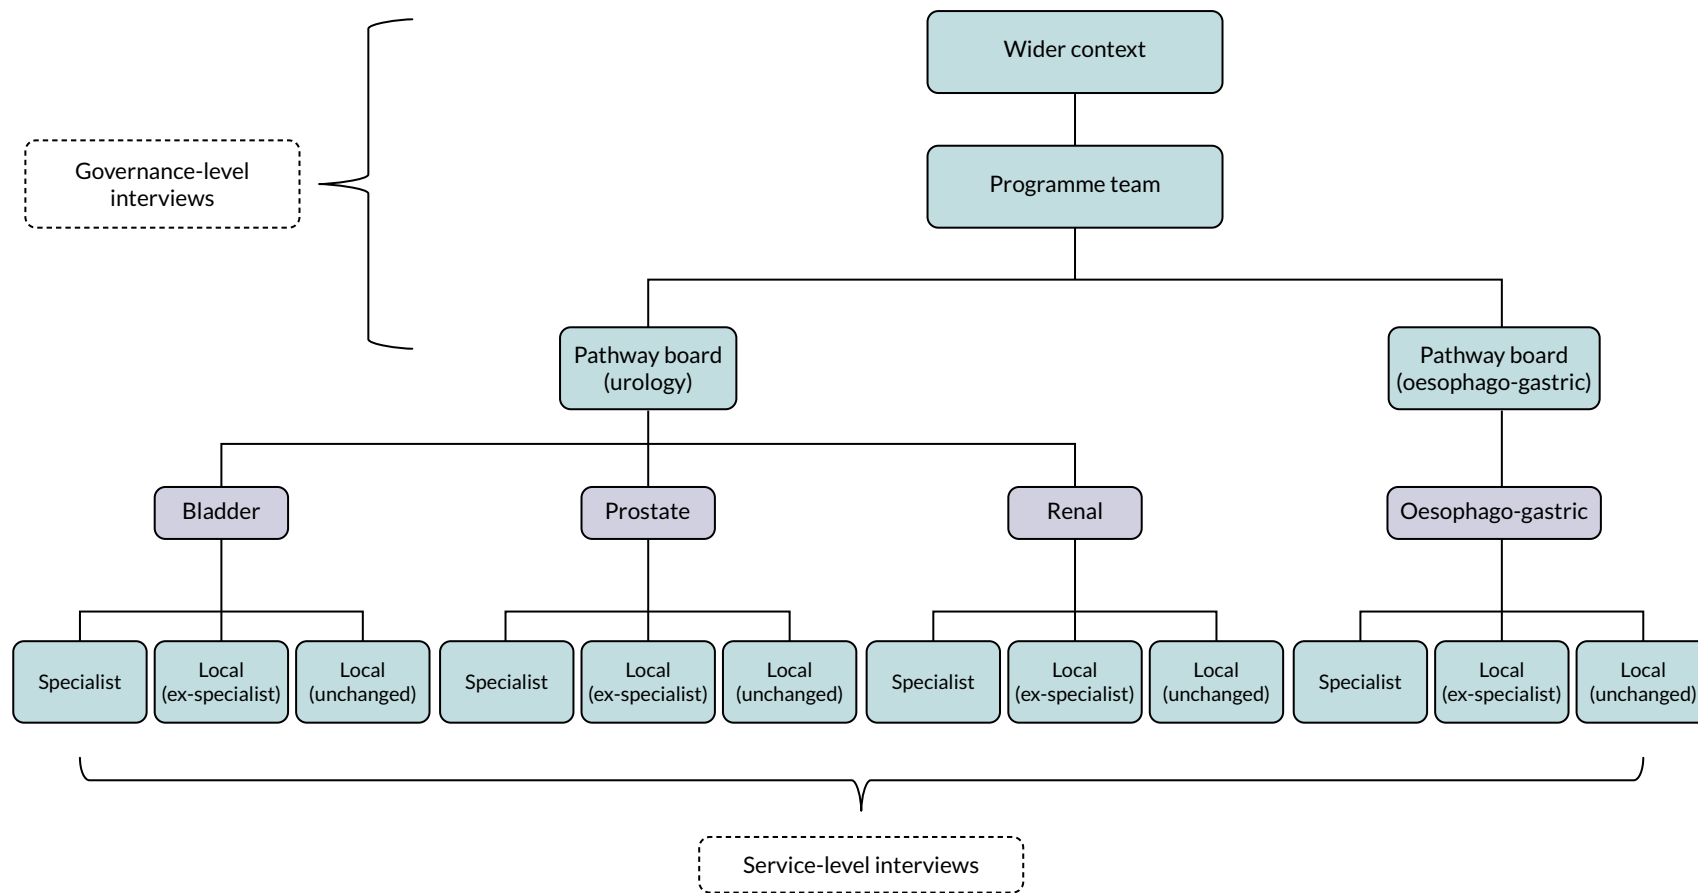 Wider context
Governance-level
interviews
Programme team
Pathway board
(urology)
Pathway board
(oesophago-gastric)
Bladder
Prostate
Renal
Oesophago-gastric
Specialist
Local
(ex-specialist)
Local
(unchanged)
Specialist
Local
(ex-specialist)
Local
(unchanged)
Specialist
Local
(ex-specialist)
Local
(unchanged)
Specialist
Local
(ex-specialist)
Local
(unchanged)
Service-level interviews